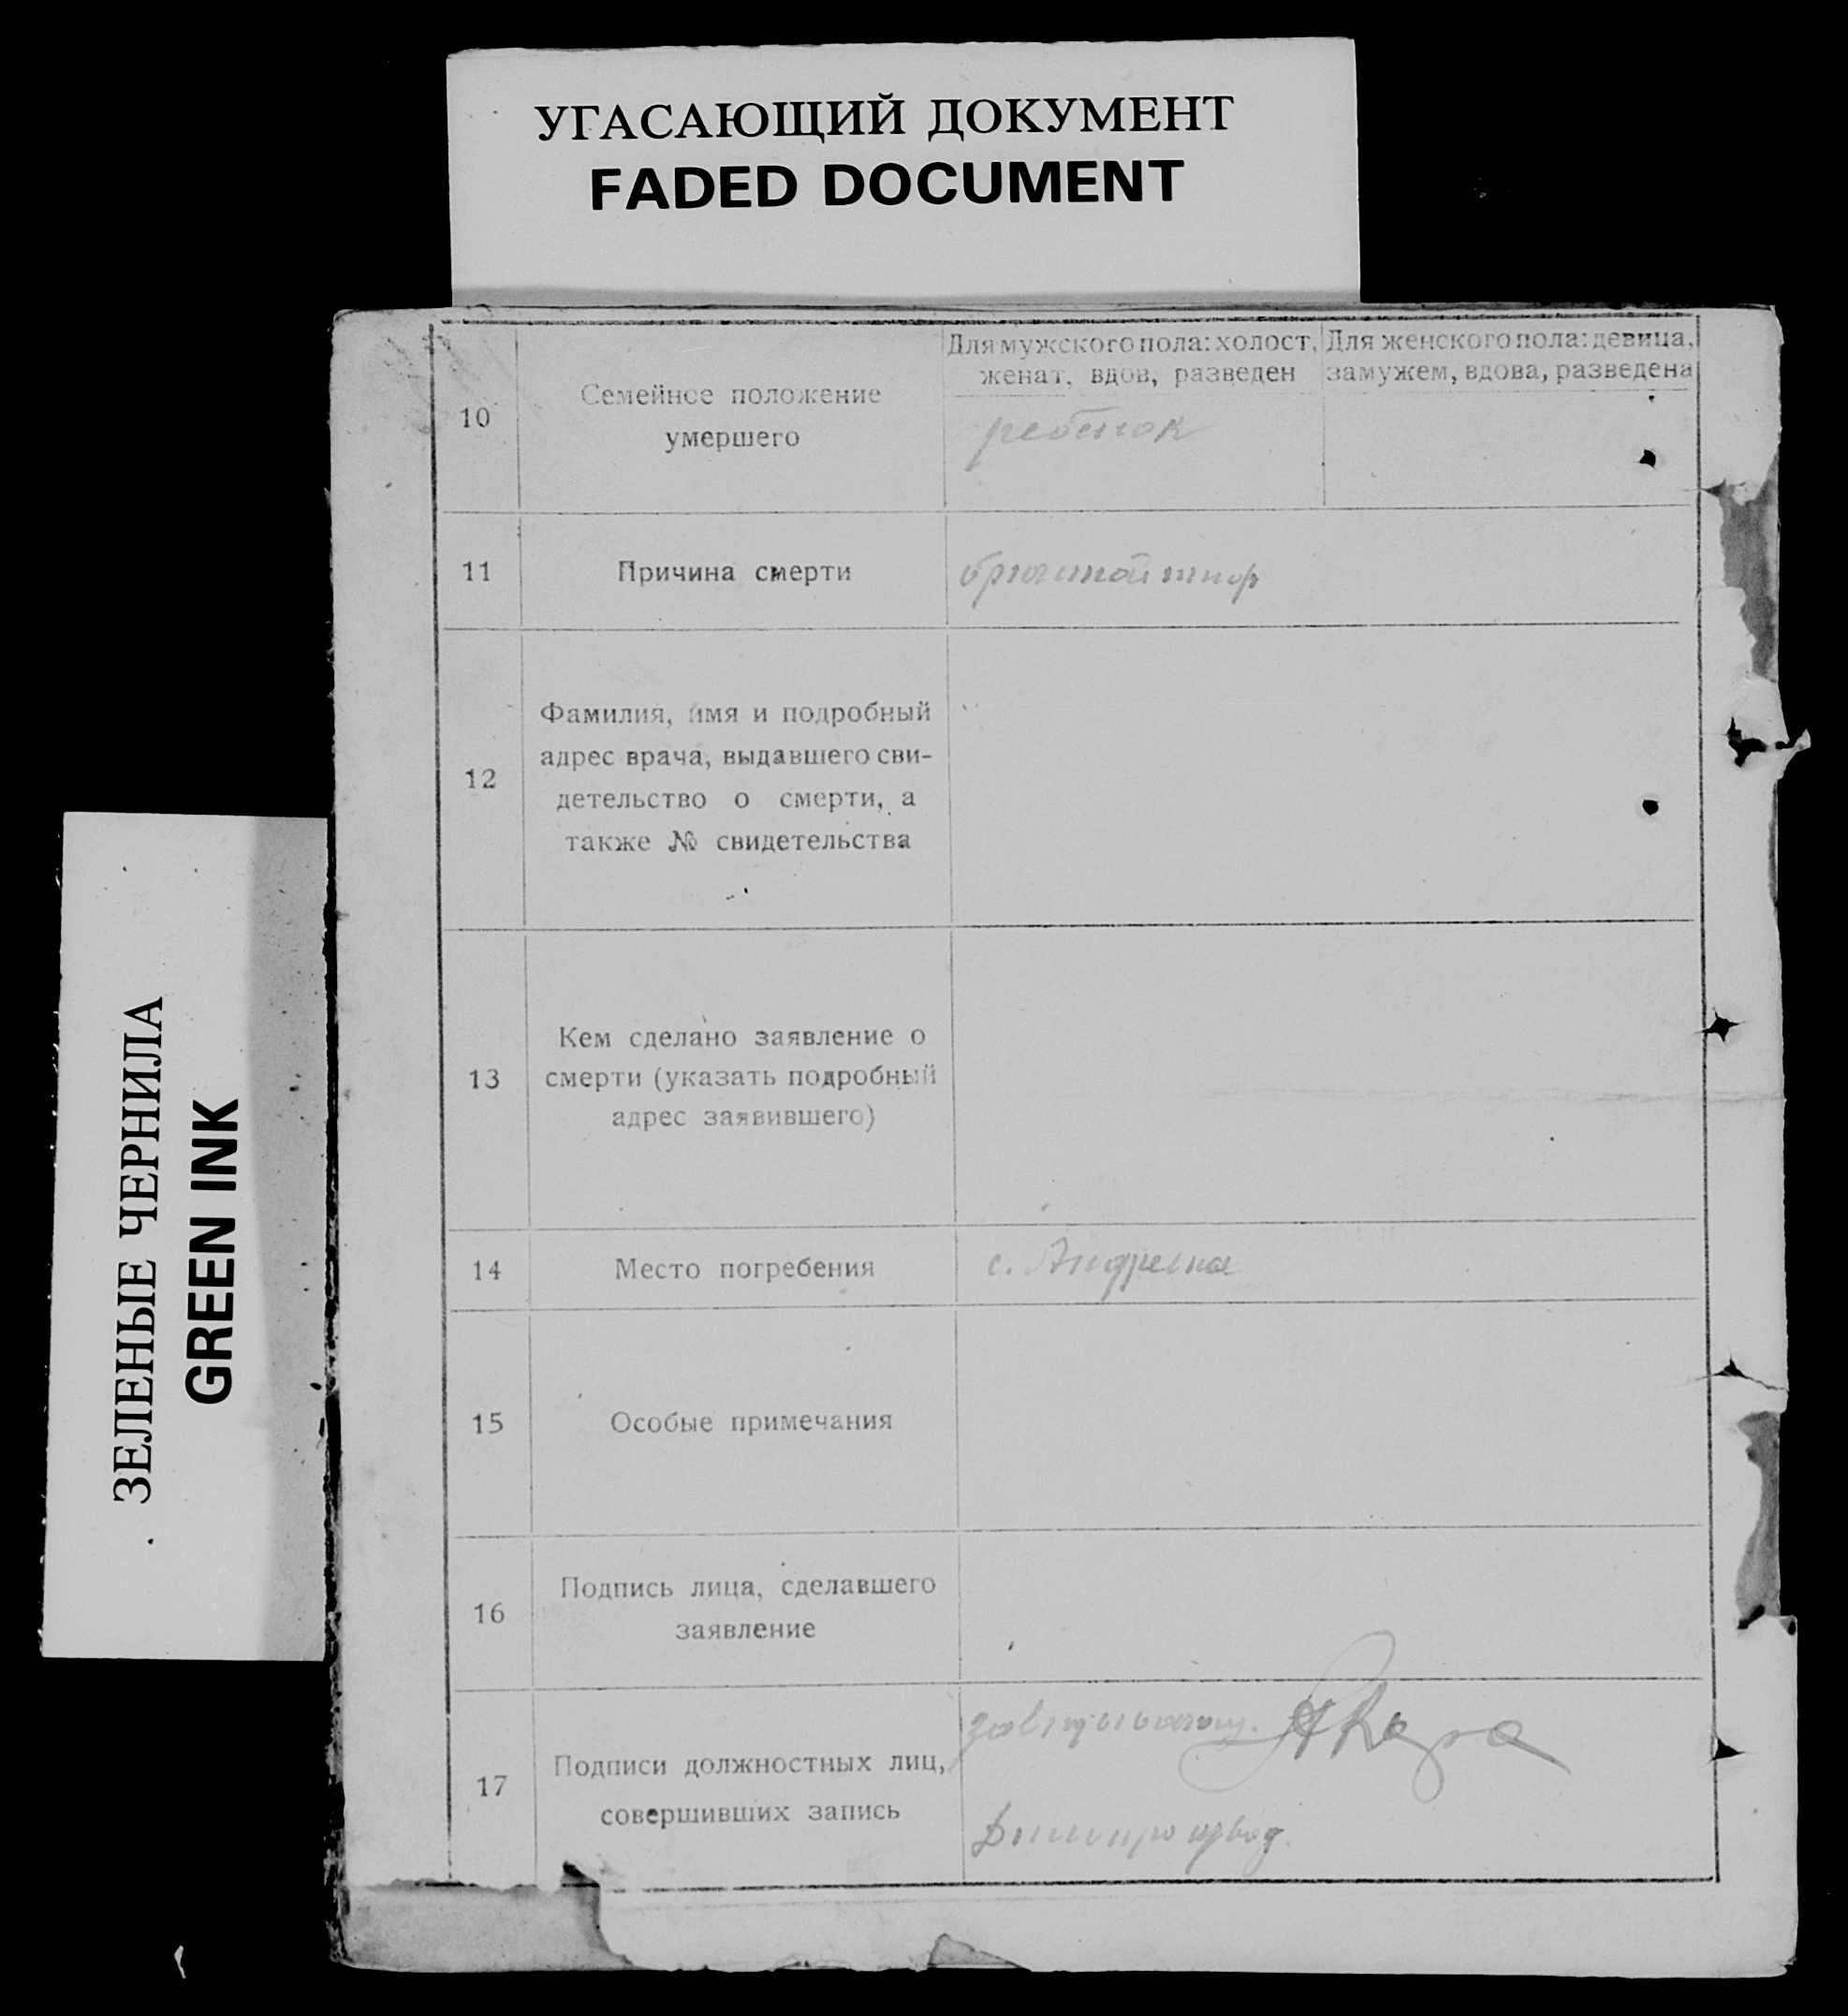 УГАСАЮЩИЙ ДОКУМЕНТ
FADED DOCUMENT
ЗЕЛЕНЫЕ ЧЕРНИЛА
GREEN INK
10
Семейное положение
умершего
Для мужского пола: холост,
женат, вдов, разведен
Для женского пола: девица,
замужем, вдова, разведена
ребенок
11
Причина смерти
брюшной тиф
12
Фамилия, имя и подробный
адрес врача, выдавшего сви-
детельство о смерти, а
также № свидетельства
13
Кем сделано заявление о
смерти (указать подробный
адрес заявившего)
14
Место погребения
с.
15
Особые примечания
16
Подпись лица, сделавшего
заявление
17
Подписи должностных лиц,
совершивших запись